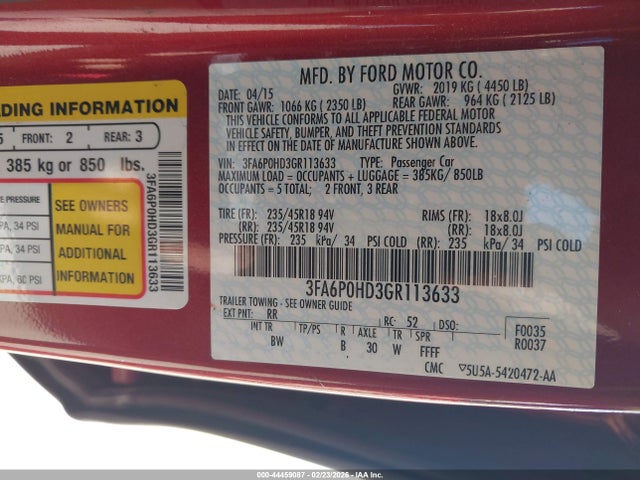 ADING INFORMATION
5 FRONT: 2 REAR: 3
385 kg or 850 lbs.
PRESSURE
PA, 34 PSI
PA, 34 PSI
PA, 60 PSI
SEE OWNERS
MANUAL FOR
ADDITIONAL
INFORMATION
3FA6P0HD3GR113633
MFD. BY FORD MOTOR CO.
DATE: 04/15 GVWR: 2019 KG ( 4450 LB)
FRONT GAWR: 1066 KG ( 2350 LB) REAR GAWR: 964 KG ( 2125 LB)
THIS VEHICLE CONFORMS TO ALL APPLICABLE FEDERAL MOTOR
VEHICLE SAFETY, BUMPER, AND THEFT PREVENTION STANDARDS
IN EFFECT ON THE DATE OF MANUFACTURE SHOWN ABOVE.
VIN: 3FA6P0HD3GR113633 TYPE: Passenger Car
MAXIMUM LOAD = OCCUPANTS + LUGGAGE = 385KG/ 850LB
OCCUPANTS = 5 TOTAL; 2 FRONT, 3 REAR
TIRE (FR): 235/45R18 94V RIMS (FR): 18x8.0J
(RR): 235/45R18 94V (RR): 18x8.0J
PRESSURE (FR): 235 kPa/ 34 PSI COLD (RR): 235 kPa/ 34 PSI COLD
3FA6P0HD3GR113633
TRAILER TOWING - SEE OWNER GUIDE
EXT PNT: RR RC: 52 DSO:
INT TR TP/PS R AXLE TR SPR
BW B 30 W FFFF
F0035
R0037
CMC ▽5U5A-5420472-AA
000-44459087 - 02/23/2026 - IAA Inc.